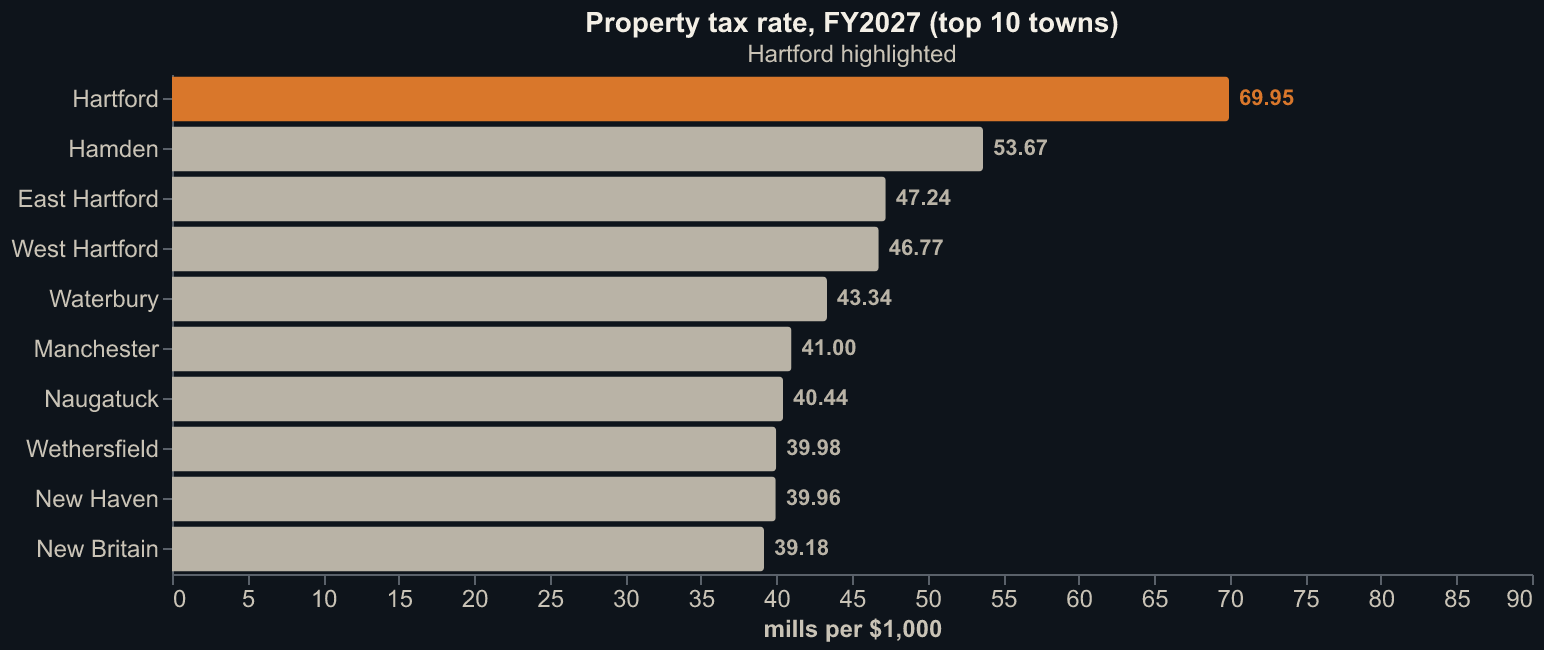 Property tax rate, FY2027 (top 10 towns)
Hartford highlighted
Hartford 69.95
Hamden 53.67
East Hartford 47.24
West Hartford 46.77
Waterbury 43.34
Manchester 41.00
Naugatuck 40.44
Wethersfield 39.98
New Haven 39.96
New Britain 39.18
0 5 10 15 20 25 30 35 40 45 50 55 60 65 70 75 80 85 90
mills per $1,000